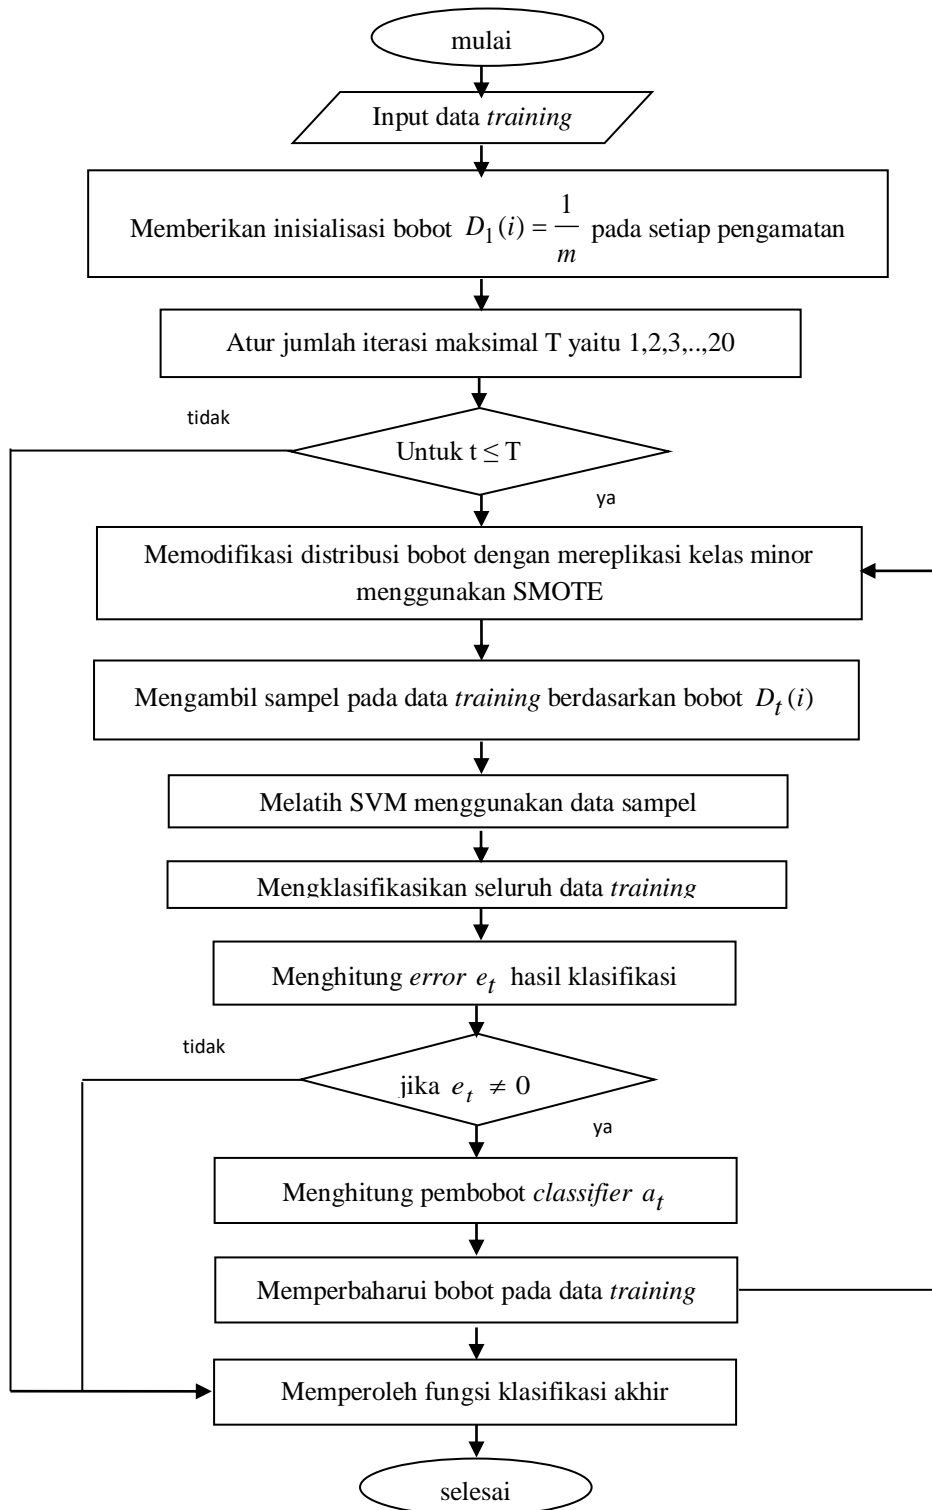 mulai
Input data training
Memberikan inisialisasi bobot D₁(i) = 1/m pada setiap pengamatan
Atur jumlah iterasi maksimal T yaitu 1,2,3,..,20
tidak
Untuk t ≤ T
ya
Memodifikasi distribusi bobot dengan mereplikasi kelas minor
menggunakan SMOTE
Mengambil sampel pada data training berdasarkan bobot Dₜ(i)
Melatih SVM menggunakan data sampel
Mengklasifikasikan seluruh data training
Menghitung error eₜ hasil klasifikasi
tidak
jika eₜ ≠ 0
ya
Menghitung pembobot classifier aₜ
Memperbaharui bobot pada data training
Memperoleh fungsi klasifikasi akhir
selesai